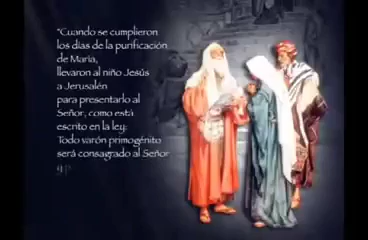 "Cuando se cumplieron
los días de la purificación
de María,
llevaron al niño Jesús
a Jerusalén
para presentarlo al
Señor, como está
escrito en la ley:
Todo varón primogénito
será consagrado al Señor
y